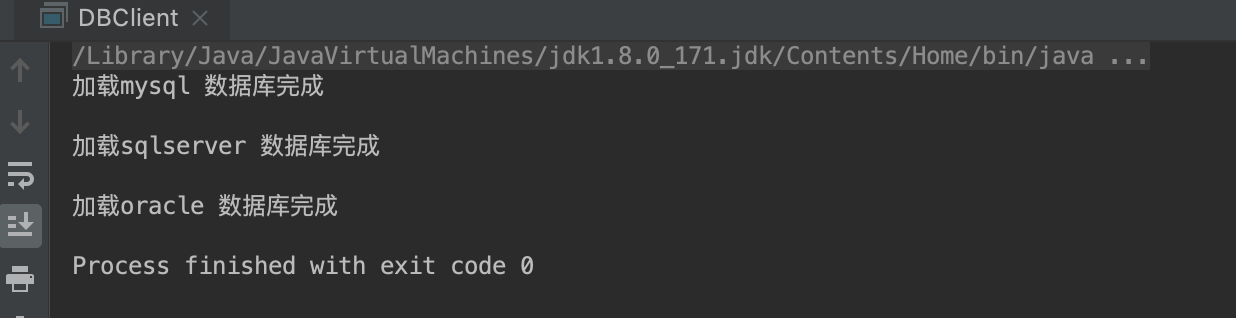 DBClient
/Library/Java/JavaVirtualMachines/jdk1.8.0_171.jdk/Contents/Home/bin/java ...
加载mysql 数据库完成
加载sqlserver 数据库完成
加载oracle 数据库完成
Process finished with exit code 0